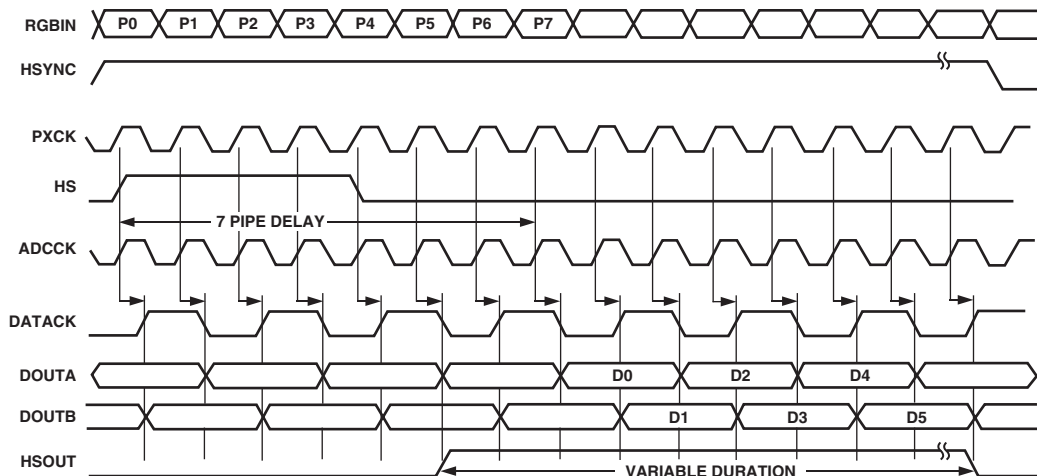 RGBIN P0 P1 P2 P3 P4 P5 P6 P7
HSYNC
PXCK
HS
7 PIPE DELAY
ADCCK
DATACK
DOUTA D0 D2 D4
DOUTB D1 D3 D5
HSOUT VARIABLE DURATION